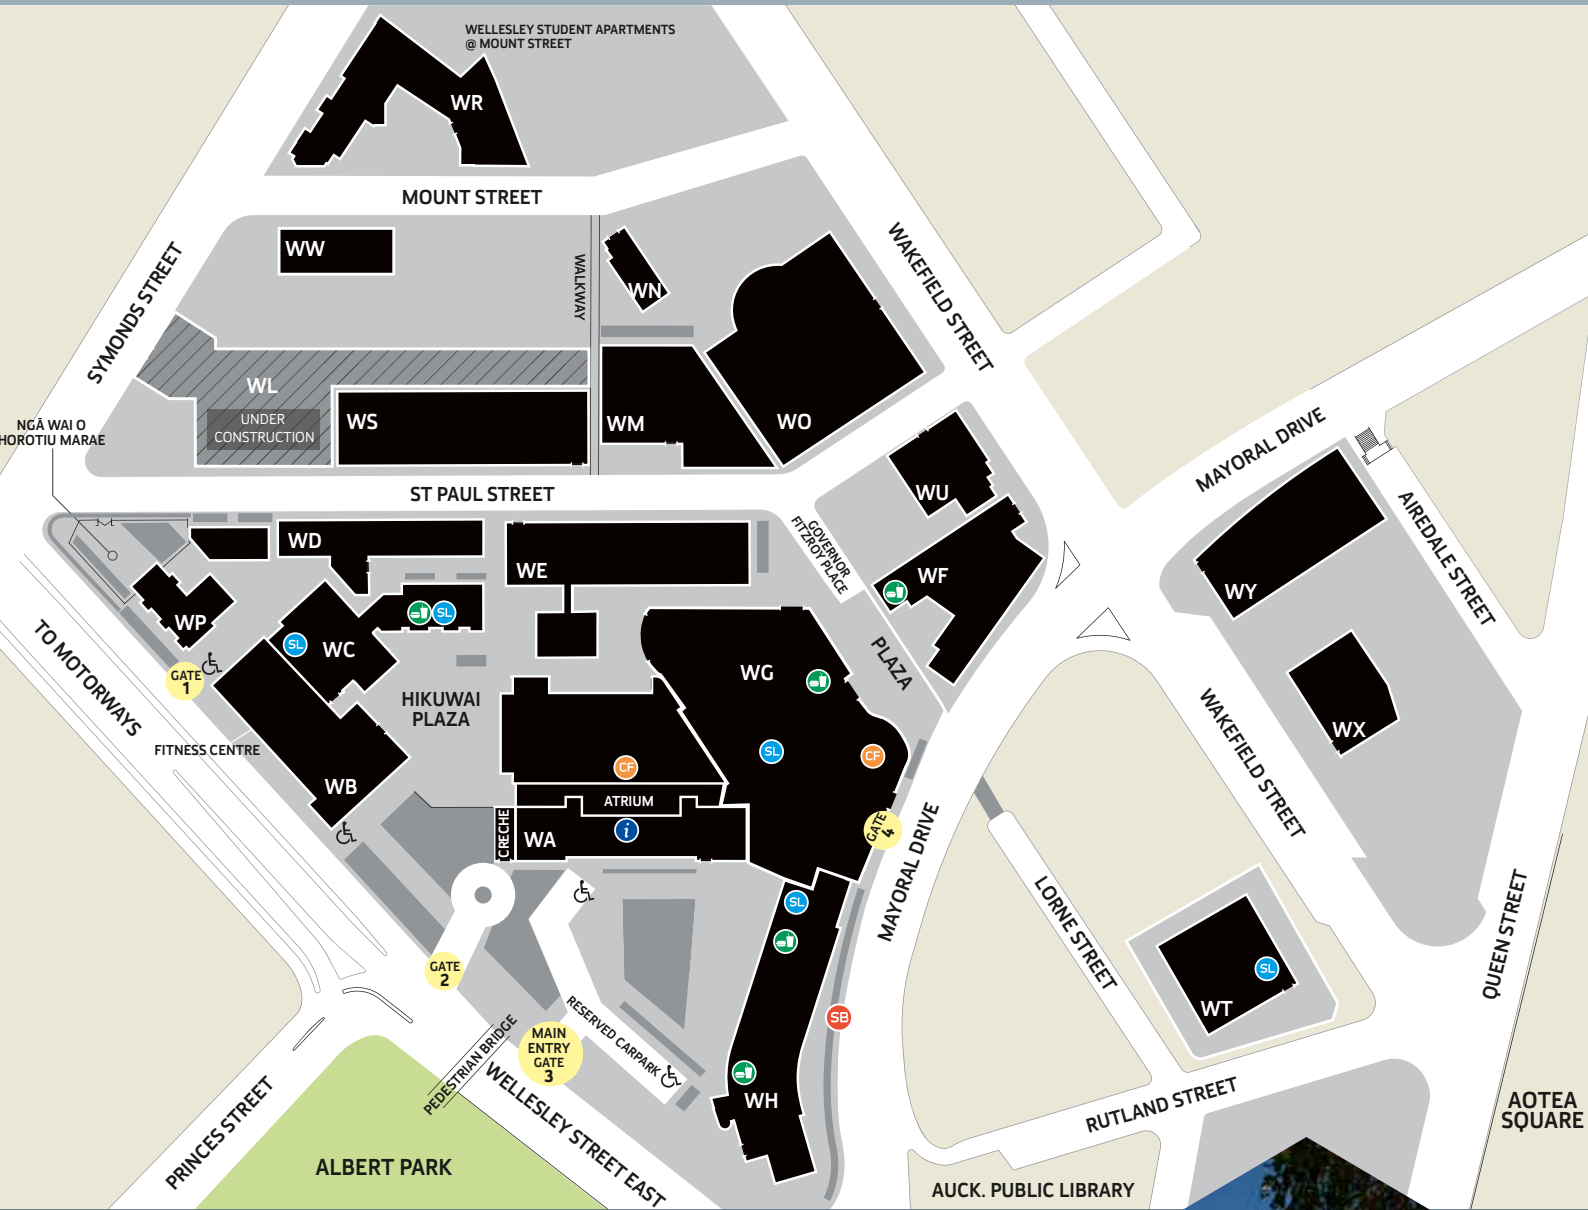 WELLESLEY STUDENT APARTMENTS
@ MOUNT STREET
WR
MOUNT STREET
WW
WALKWAY
WN
WAKEFIELD STREET
SYMONDS STREET
WL
UNDER
CONSTRUCTION
WS
WM
WO
NGĀ WAI O
HOROTIU MARAE
MAYORAL DRIVE
ST PAUL STREET
WU
AIREDALE STREET
GOVERNOR
FITZROY PLACE
WD
WE
WF
WY
WP
SL
SL
WC
TO MOTORWAYS
GATE
1
HIKUWAI
PLAZA
WG
PLAZA
FITNESS CENTRE
WB
SL
CF
CF
WX
WAKEFIELD STREET
ATRIUM
CRECHE
WA
i
GATE
4
MAYORAL DRIVE
SL
LORNE STREET
QUEEN STREET
GATE
2
SL
WT
SB
RESERVED CARPARK
MAIN
ENTRY
GATE
3
PEDESTRIAN BRIDGE
WH
WELLESLEY STREET EAST
PRINCES STREET
RUTLAND STREET
AOTEA
SQUARE
ALBERT PARK
AUCK. PUBLIC LIBRARY